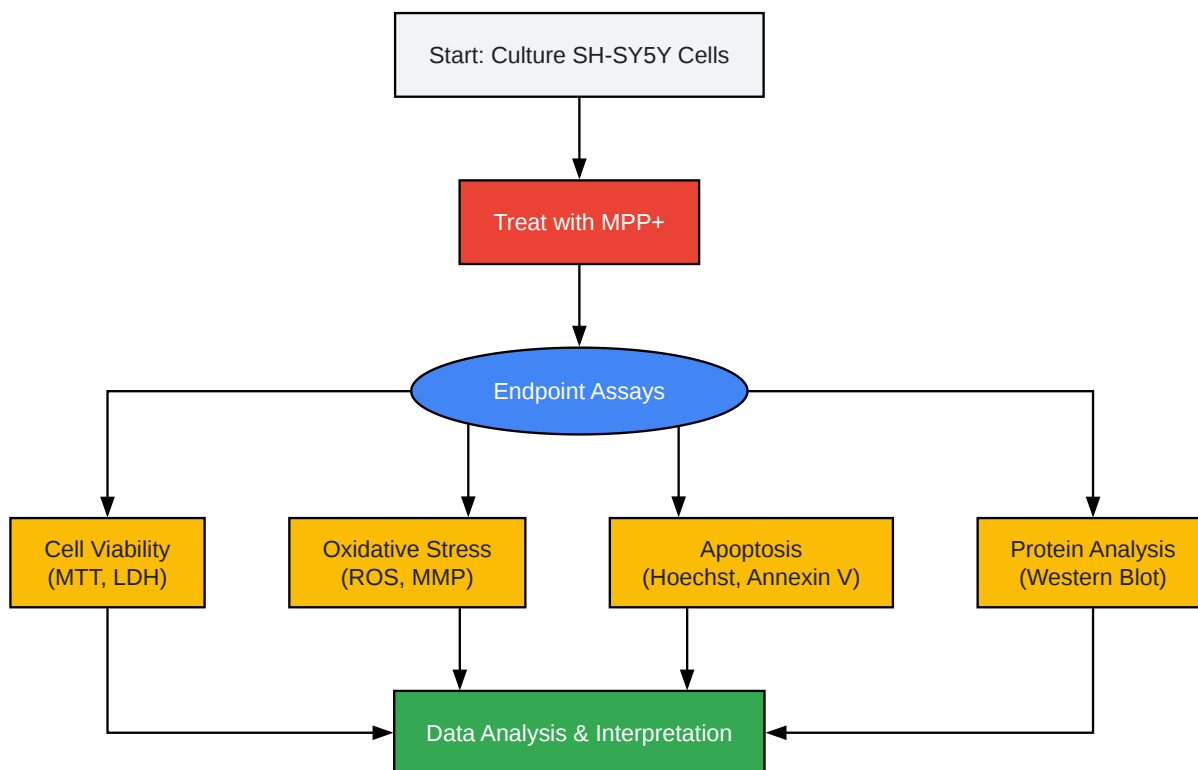 Start: Culture SH-SY5Y Cells
Treat with MPP+
Endpoint Assays
Cell Viability
(MTT, LDH)
Oxidative Stress
(ROS, MMP)
Apoptosis
(Hoechst, Annexin V)
Protein Analysis
(Western Blot)
Data Analysis & Interpretation